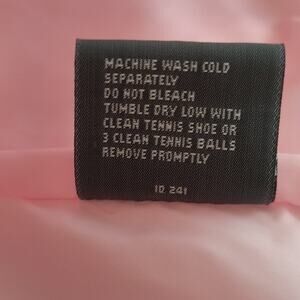 MACHINE WASH COLD
SEPARATELY
DO NOT BLEACH
TUMBLE DRY LOW WITH
CLEAN TENNIS SHOE OR
3 CLEAN TENNIS BALLS
REMOVE PROMPTLY
ID 241